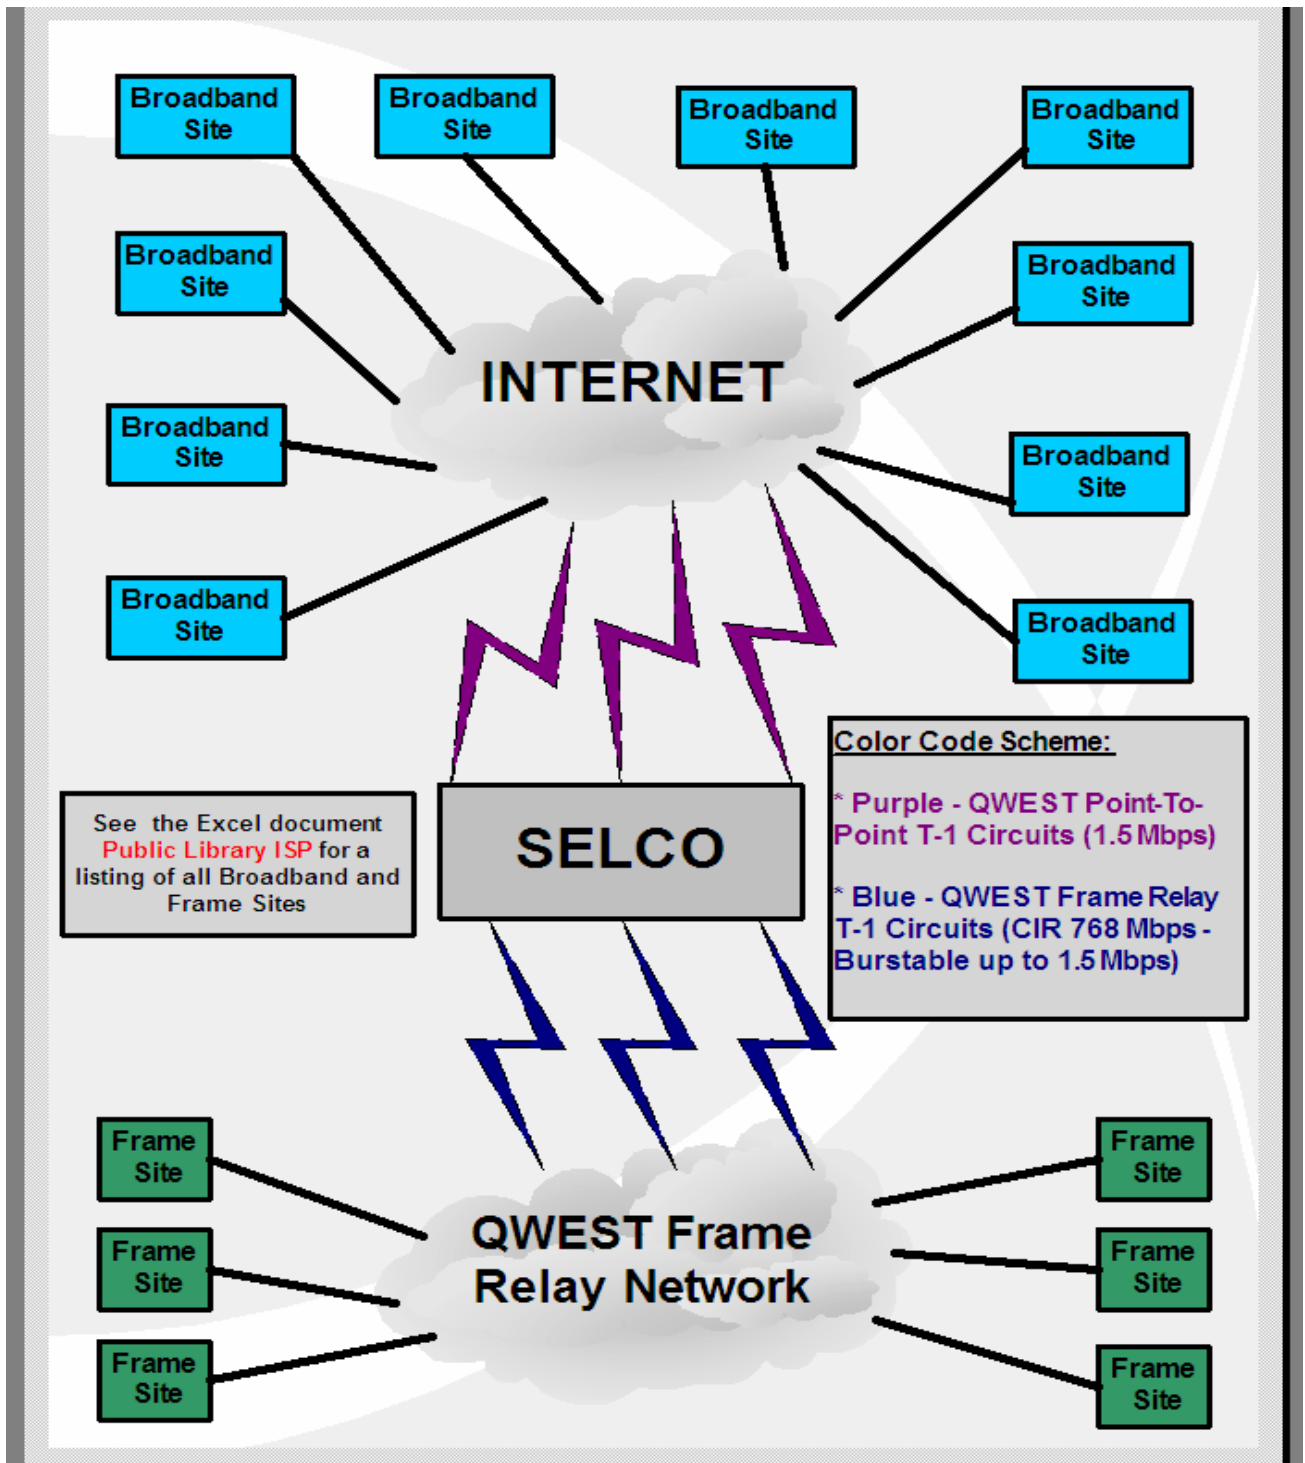 Broadband
Site
Broadband
Site
Broadband
Site
Broadband
Site
Broadband
Site
Broadband
Site
INTERNET
Broadband
Site
Broadband
Site
Broadband
Site
Broadband
Site
Color Code Scheme:
* Purple - QWEST Point-To-
Point T-1 Circuits (1.5 Mbps)
* Blue - QWEST Frame Relay
T-1 Circuits (CIR 768 Mbps -
Burstable up to 1.5 Mbps)
See the Excel document
Public Library ISP for a
listing of all Broadband and
Frame Sites
SELCO
Frame
Site
Frame
Site
QWEST Frame
Relay Network
Frame
Site
Frame
Site
Frame
Site
Frame
Site